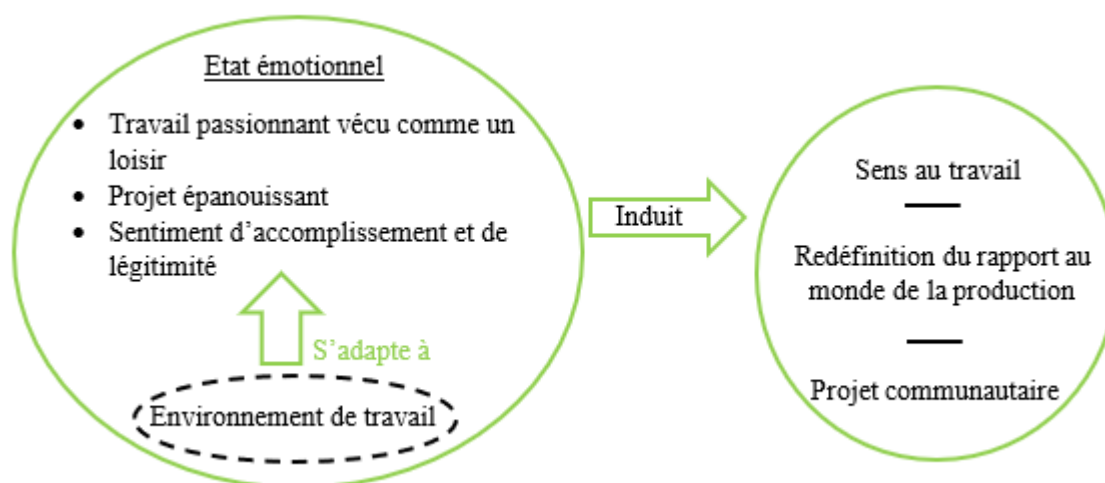 Etat émotionnel
• Travail passionnant vécu comme un
loisir
• Projet épanouissant
• Sentiment d’accomplissement et de
légitimité
S’adapte à
Environnement de travail
Induit
Sens au travail
Redéfinition du rapport au
monde de la production
Projet communautaire